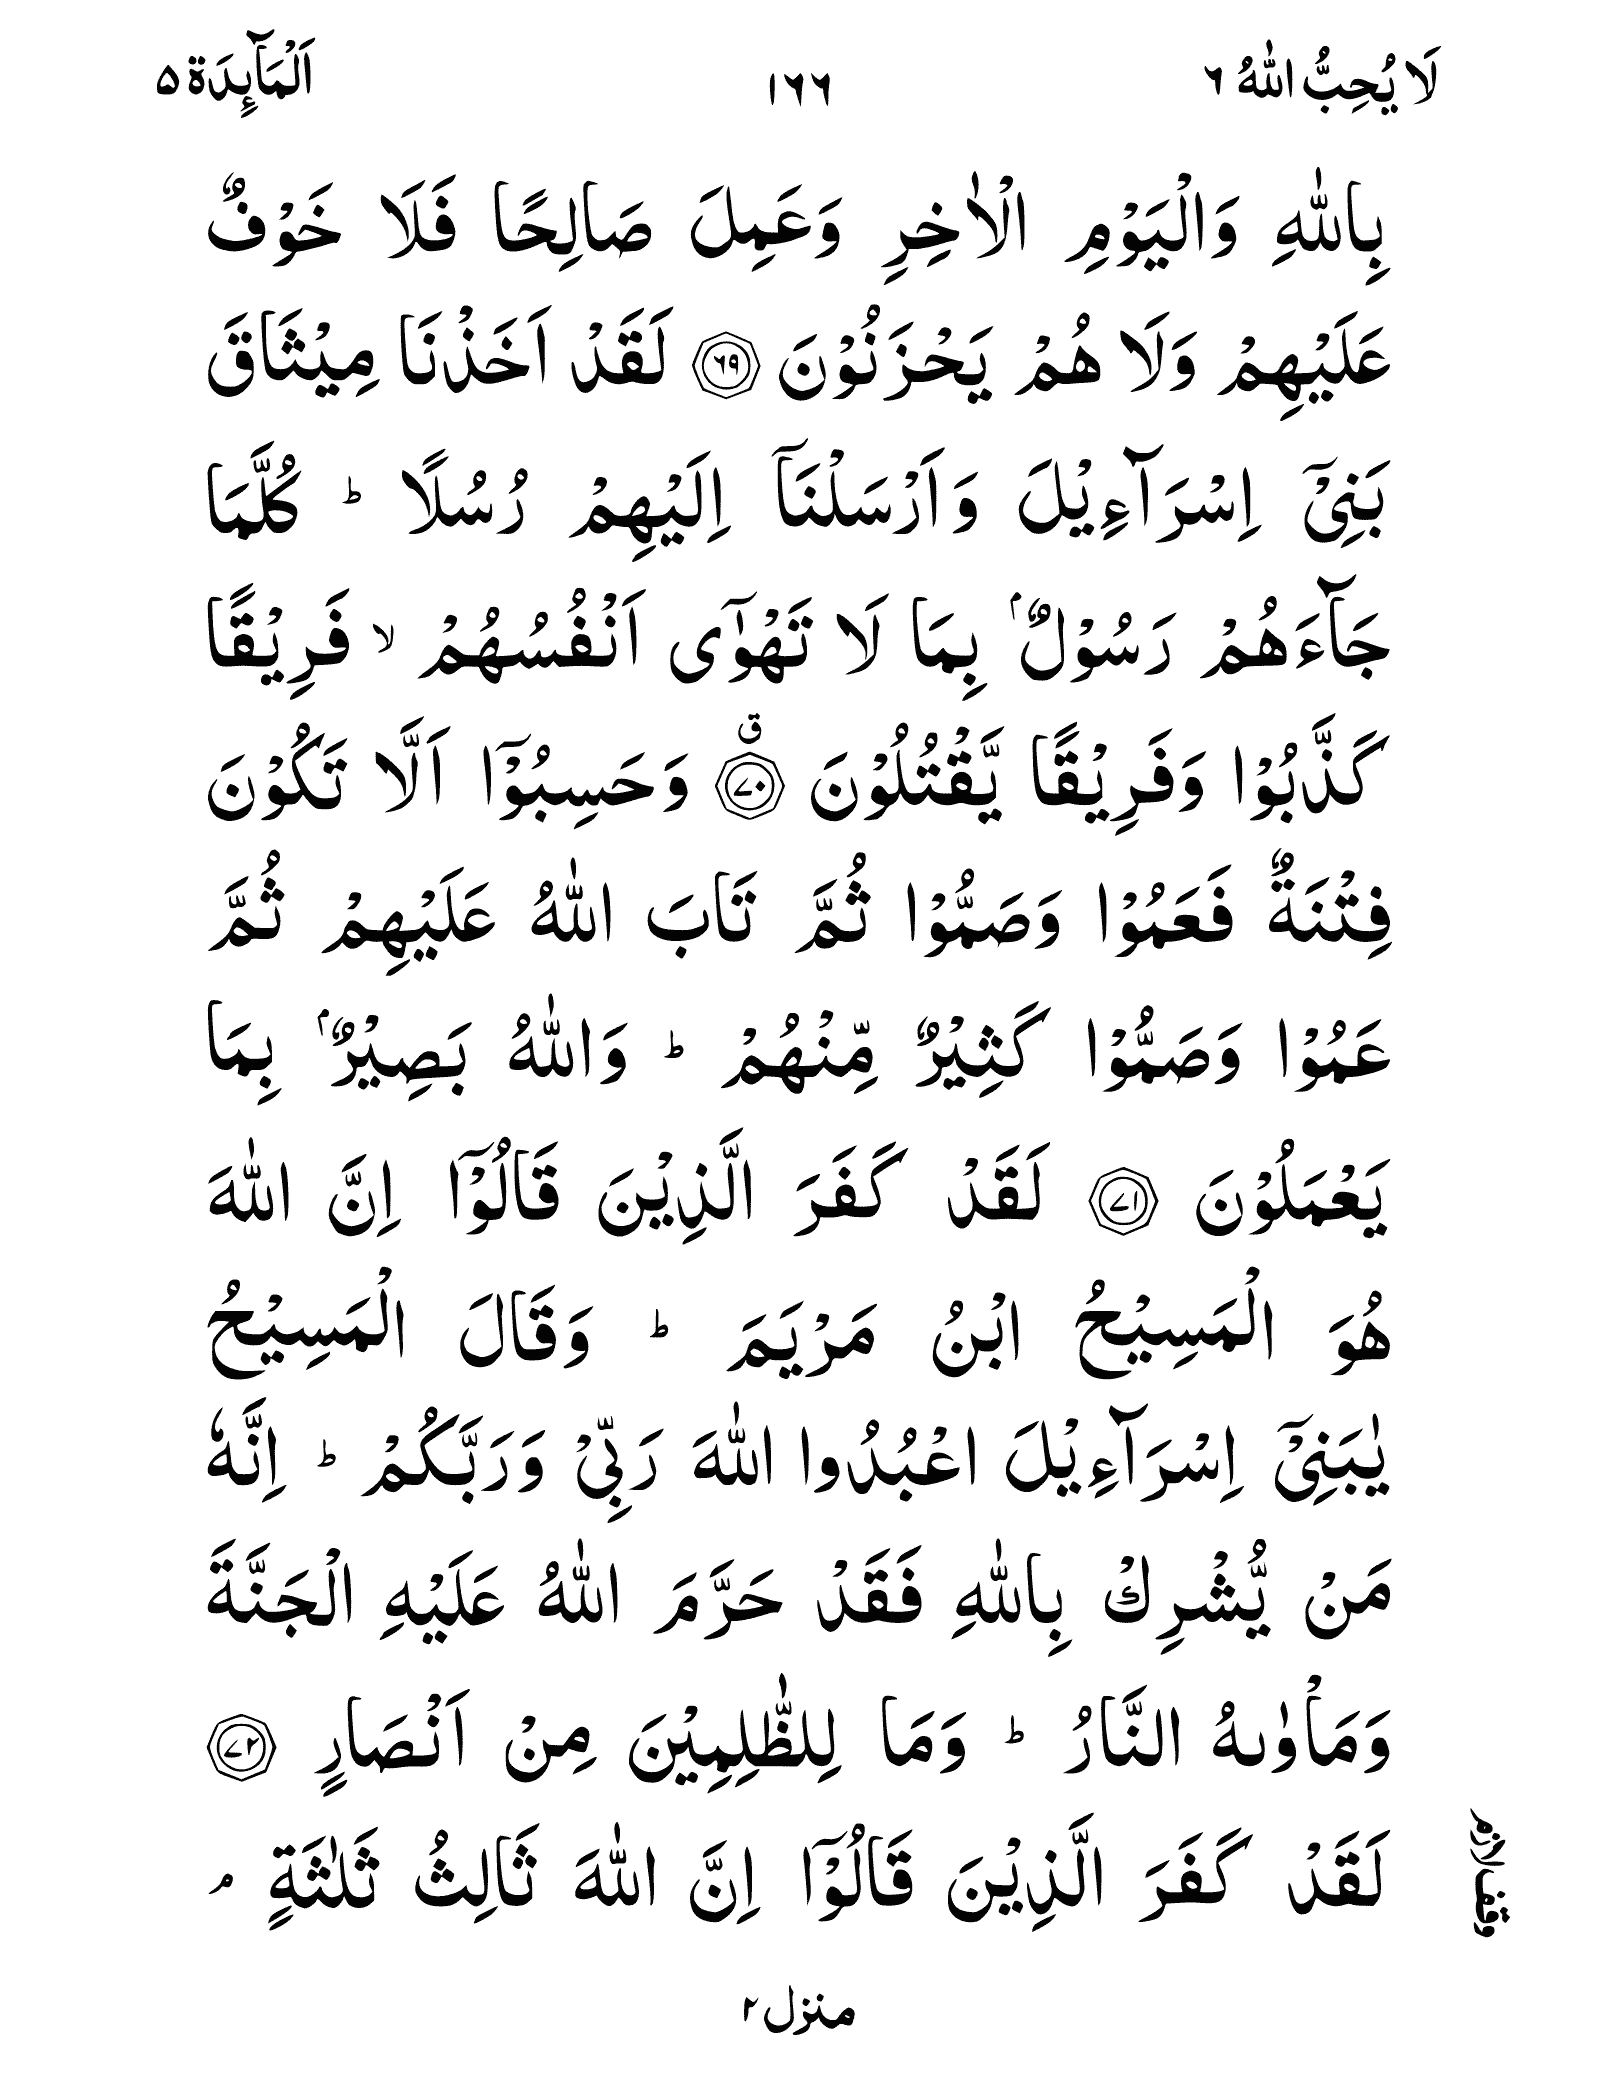 لَا یُحِبُّ اللّٰهُ ٦ ١٦٦ اَلْمَآئِدَة ٥
بِاللّٰهِ وَالْیَوْمِ الْاٰخِرِ وَعَمِلَ صَالِحًا فَلَا خَوْفٌ
عَلَیْهِمْ وَلَا هُمْ یَحْزَنُوْنَ ۝٦٩ لَقَدْ اَخَذْنَا مِیْثَاقَ
بَنِیْۤ اِسْرَآءِیْلَ وَاَرْسَلْنَاۤ اِلَیْهِمْ رُسُلًا ؕ كُلَّمَا
جَآءَهُمْ رَسُوْلٌۢ بِمَا لَا تَهْوٰۤی اَنْفُسُهُمْ ۙ فَرِیْقًا
كَذَّبُوْا وَفَرِیْقًا یَّقْتُلُوْنَ ۝٧٠ۗق وَحَسِبُوْۤا اَلَّا تَكُوْنَ
فِتْنَةٌ فَعَمُوْا وَصَمُّوْا ثُمَّ تَابَ اللّٰهُ عَلَیْهِمْ ثُمَّ
عَمُوْا وَصَمُّوْا كَثِیْرٌ مِّنْهُمْ ؕ وَاللّٰهُ بَصِیْرٌۢ بِمَا
یَعْمَلُوْنَ ۝٧١ لَقَدْ كَفَرَ الَّذِیْنَ قَالُوْۤا اِنَّ اللّٰهَ
هُوَ الْمَسِیْحُ ابْنُ مَرْیَمَ ؕ وَقَالَ الْمَسِیْحُ
یٰبَنِیْۤ اِسْرَآءِیْلَ اعْبُدُوا اللّٰهَ رَبِّیْ وَرَبَّكُمْ ؕ اِنَّهٗ
مَنْ یُّشْرِكْ بِاللّٰهِ فَقَدْ حَرَّمَ اللّٰهُ عَلَیْهِ الْجَنَّةَ
وَمَاْوٰىهُ النَّارُ ؕ وَمَا لِلظّٰلِمِیْنَ مِنْ اَنْصَارٍ ۝٧٢
لَقَدْ كَفَرَ الَّذِیْنَ قَالُوْۤا اِنَّ اللّٰهَ ثَالِثُ ثَلٰثَةٍ ۘ
وقف لازم
منزل ٢